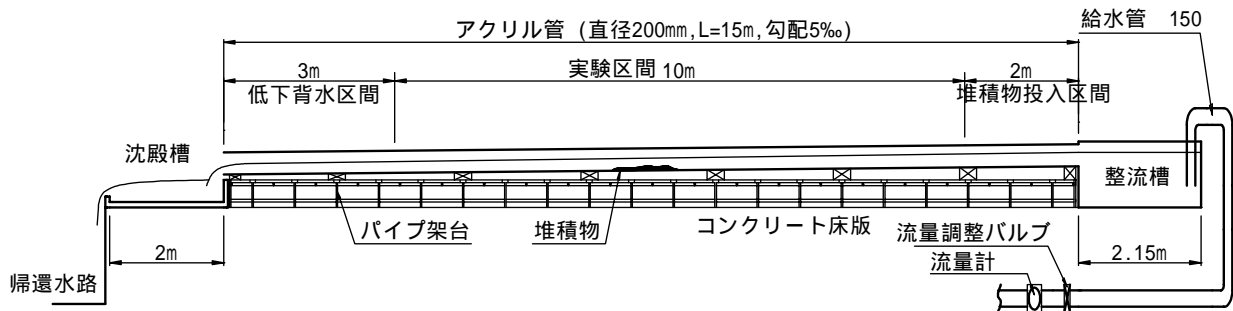 給水管 150
アクリル管 (直径200mm,L=15m,勾配5‰)
3m
実験区間 10m
2m
低下背水区間
堆積物投入区間
沈殿槽
整流槽
パイプ架台
堆積物
コンクリート床版
流量調整バルブ
2m
流量計
2.15m
帰還水路